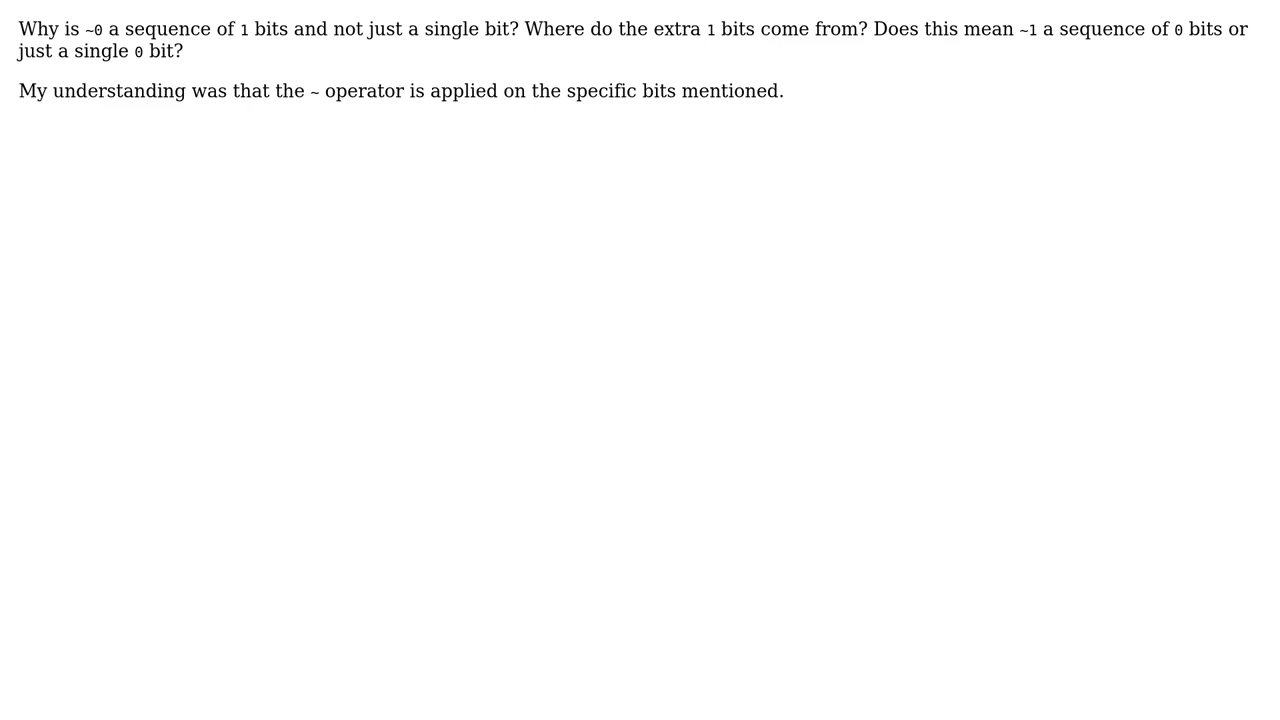 Why is ~0 a sequence of 1 bits and not just a single bit? Where do the extra 1 bits come from? Does this mean ~1 a sequence of 0 bits or
just a single 0 bit?
My understanding was that the ~ operator is applied on the specific bits mentioned.